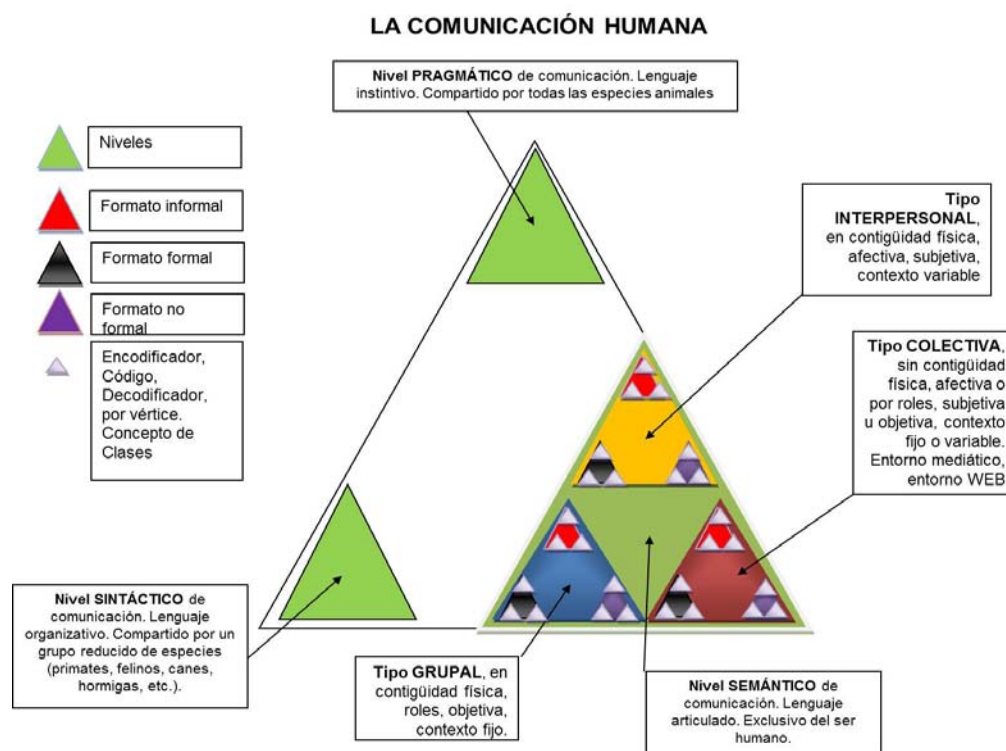 LA COMUNICACIÓN HUMANA
Nivel PRAGMÁTICO de comunicación. Lenguaje
instintivo. Compartido por todas las especies animales
Niveles
Formato informal
Formato formal
Formato no
formal
Encodificador,
Código,
Decodificador,
por vértice.
Concepto de
Clases
Tipo
INTERPERSONAL,
en contigüidad física,
afectiva, subjetiva,
contexto variable
Tipo COLECTIVA,
sin contigüidad
física, afectiva o
por roles, subjetiva
u objetiva, contexto
fijo o variable.
Entorno mediático,
entorno WEB
Nivel SINTÁCTICO de
comunicación. Lenguaje
organizativo. Compartido por un
grupo reducido de especies
(primates, felinos, canes,
hormigas, etc.).
Tipo GRUPAL, en
contigüidad física,
roles, objetiva,
contexto fijo.
Nivel SEMÁNTICO de
comunicación. Lenguaje
articulado. Exclusivo del ser
humano.